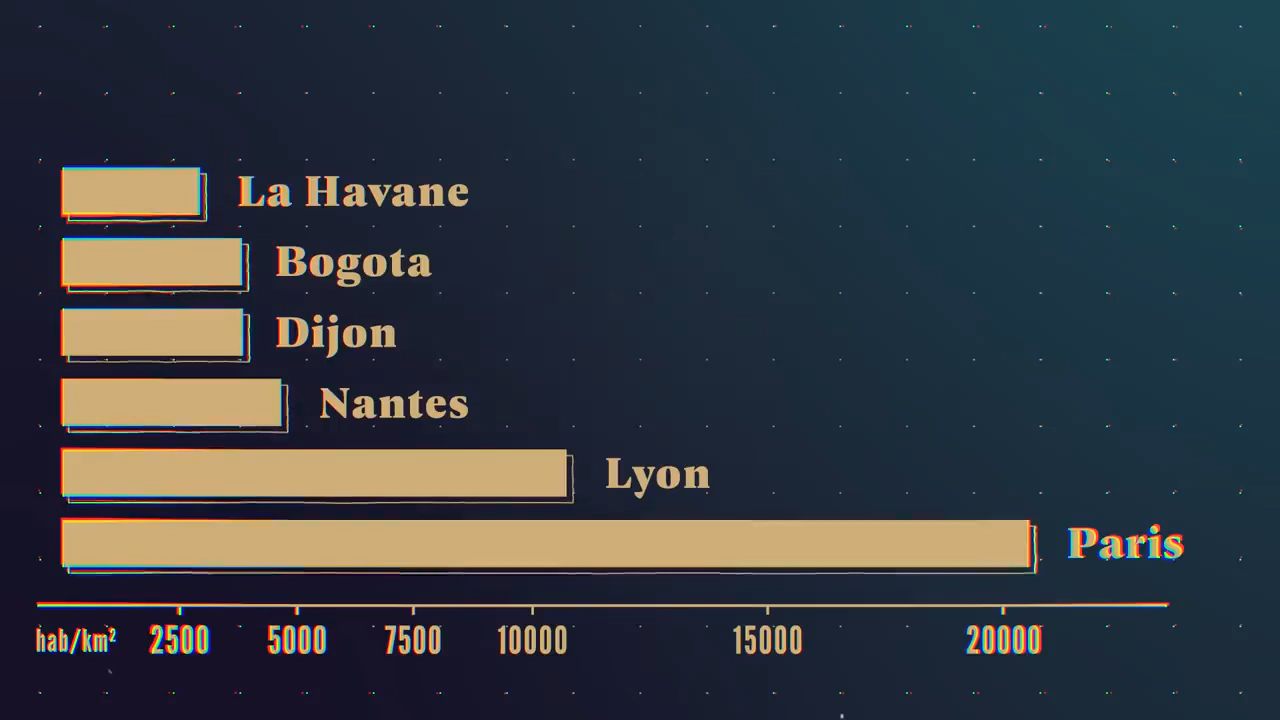 La Havane
Bogota
Dijon
Nantes
Lyon
Paris
hab/km² 2500 5000 7500 10000 15000 20000